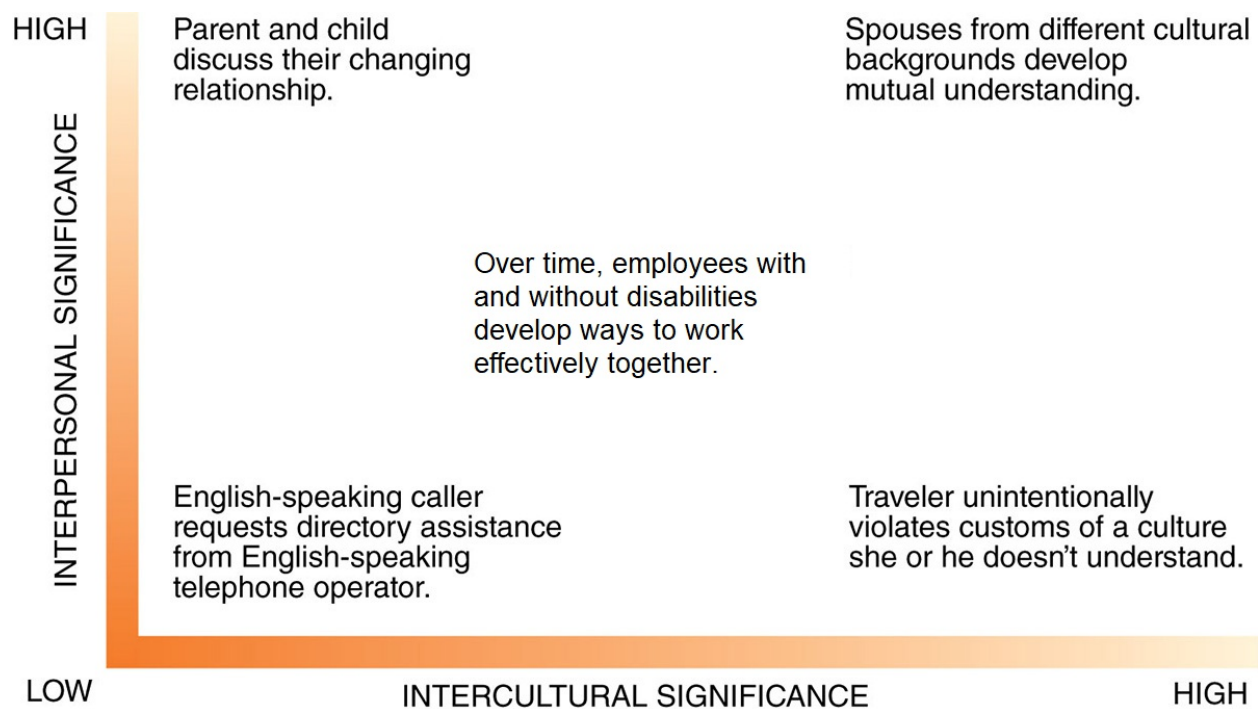 HIGH
Parent and child
discuss their changing
relationship.
Spouses from different cultural
backgrounds develop
mutual understanding.
INTERPERSONAL SIGNIFICANCE
Over time, employees with
and without disabilities
develop ways to work
effectively together.
English-speaking caller
requests directory assistance
from English-speaking
telephone operator.
Traveler unintentionally
violates customs of a culture
she or he doesn’t understand.
LOW
INTERCULTURAL SIGNIFICANCE
HIGH